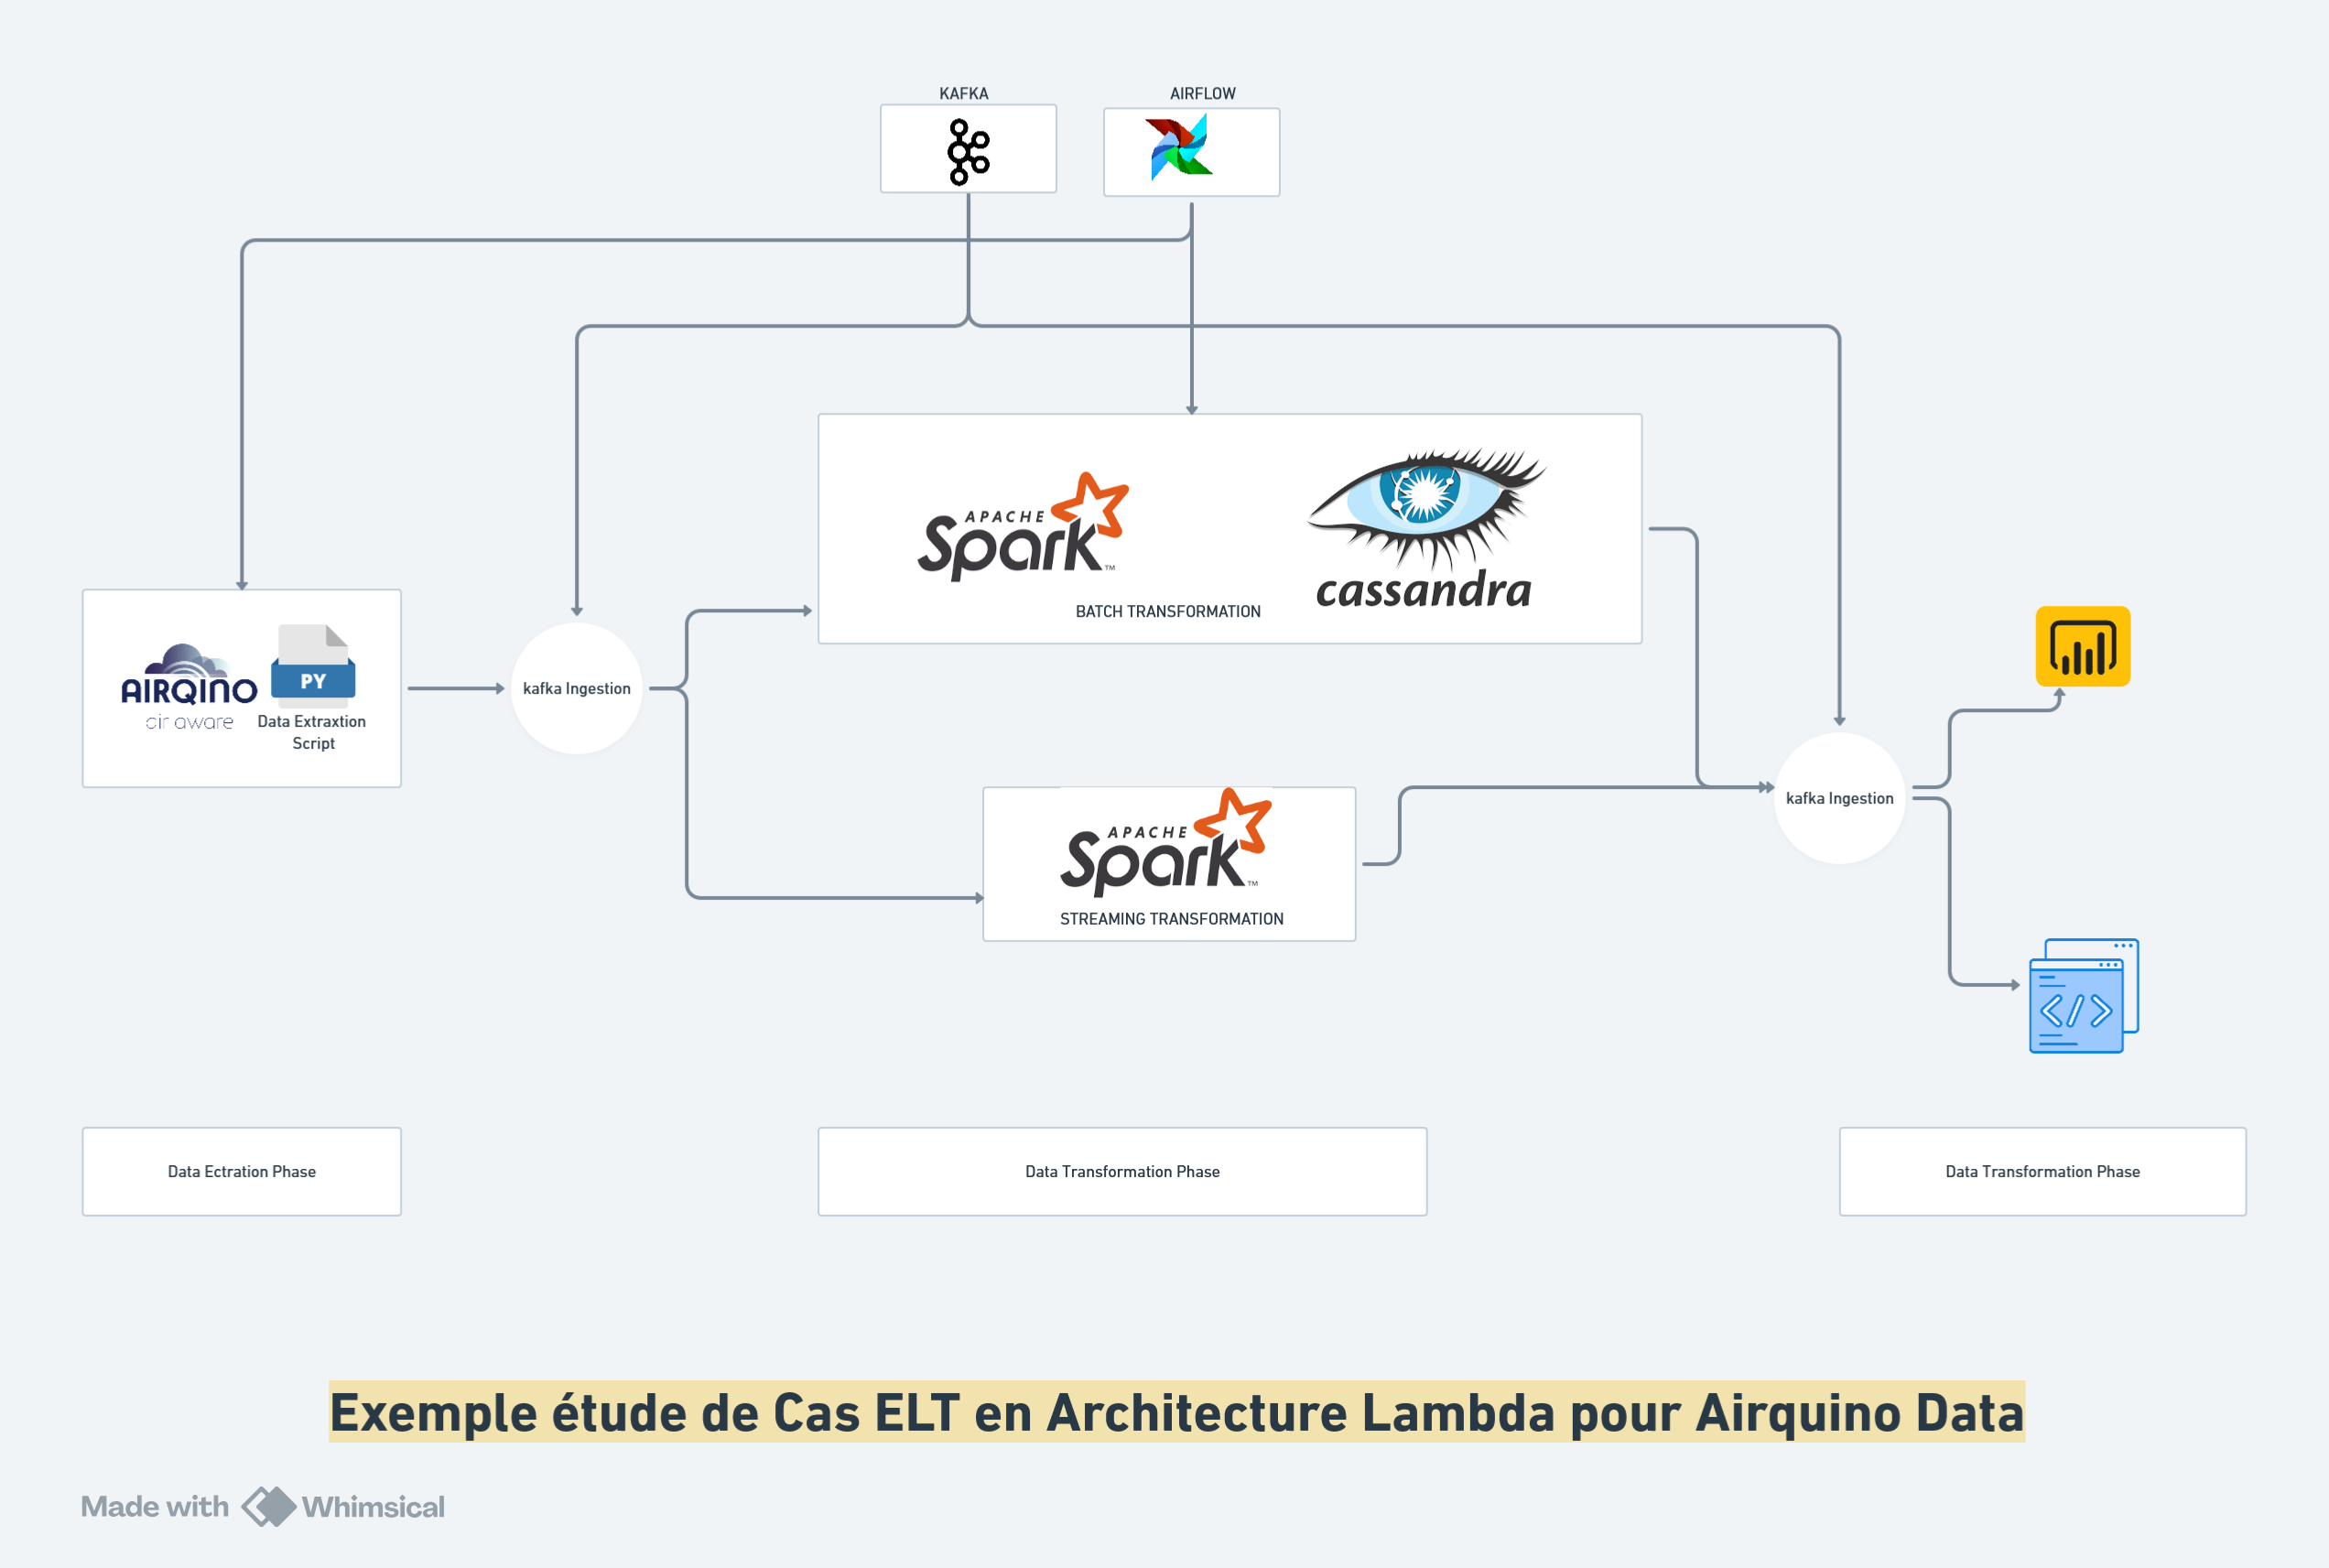 KAFKA
AIRFLOW
APACHE
Spark™
cassandra
BATCH TRANSFORMATION
AIRQINO
air aware
PY
Data Extraxtion
Script
kafka Ingestion
APACHE
Spark™
STREAMING TRANSFORMATION
kafka Ingestion
</>
Data Ectration Phase
Data Transformation Phase
Data Transformation Phase
Exemple étude de Cas ELT en Architecture Lambda pour Airquino Data
Made with Whimsical